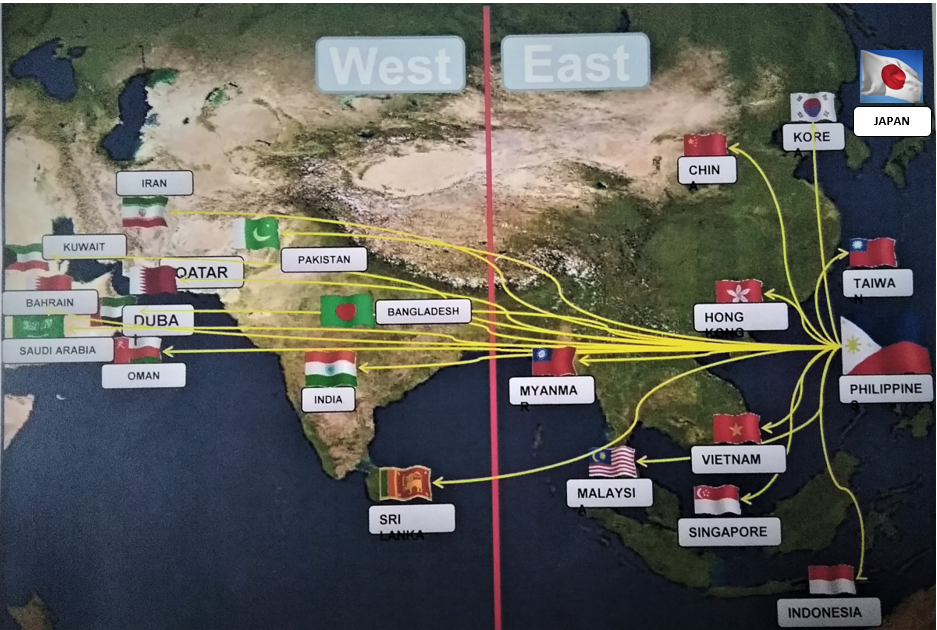 West
East
JAPAN
KORE
A
CHIN
A
IRAN
KUWAIT
PAKISTAN
QATAR
TAIWA
N
BAHRAIN
BANGLADESH
HONG
KONG
DUBA
I
SAUDI ARABIA
OMAN
INDIA
MYANMA
R
PHILIPPINE
S
VIETNAM
MALAYSI
A
SRI
LANKA
SINGAPORE
INDONESIA